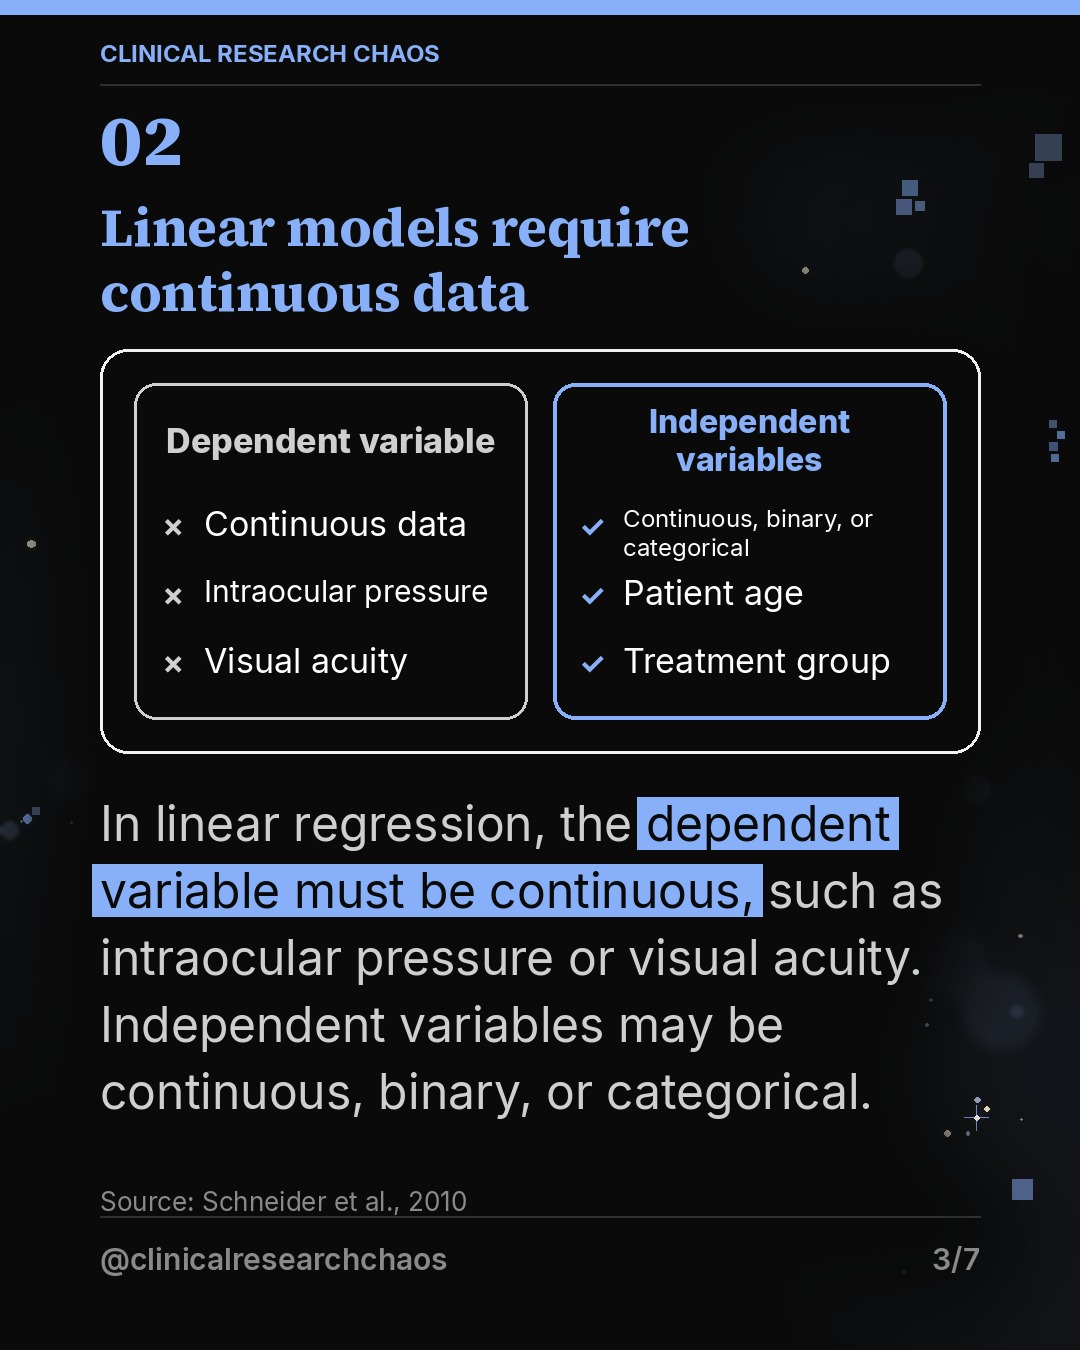 CLINICAL RESEARCH CHAOS
02
Linear models require
continuous data
Dependent variable
× Continuous data
× Intraocular pressure
× Visual acuity
Independent
variables
✓ Continuous, binary, or
categorical
✓ Patient age
✓ Treatment group
In linear regression, the dependent
variable must be continuous, such as
intraocular pressure or visual acuity.
Independent variables may be
continuous, binary, or categorical.
Source: Schneider et al., 2010
@clinicalresearchchaos
3/7